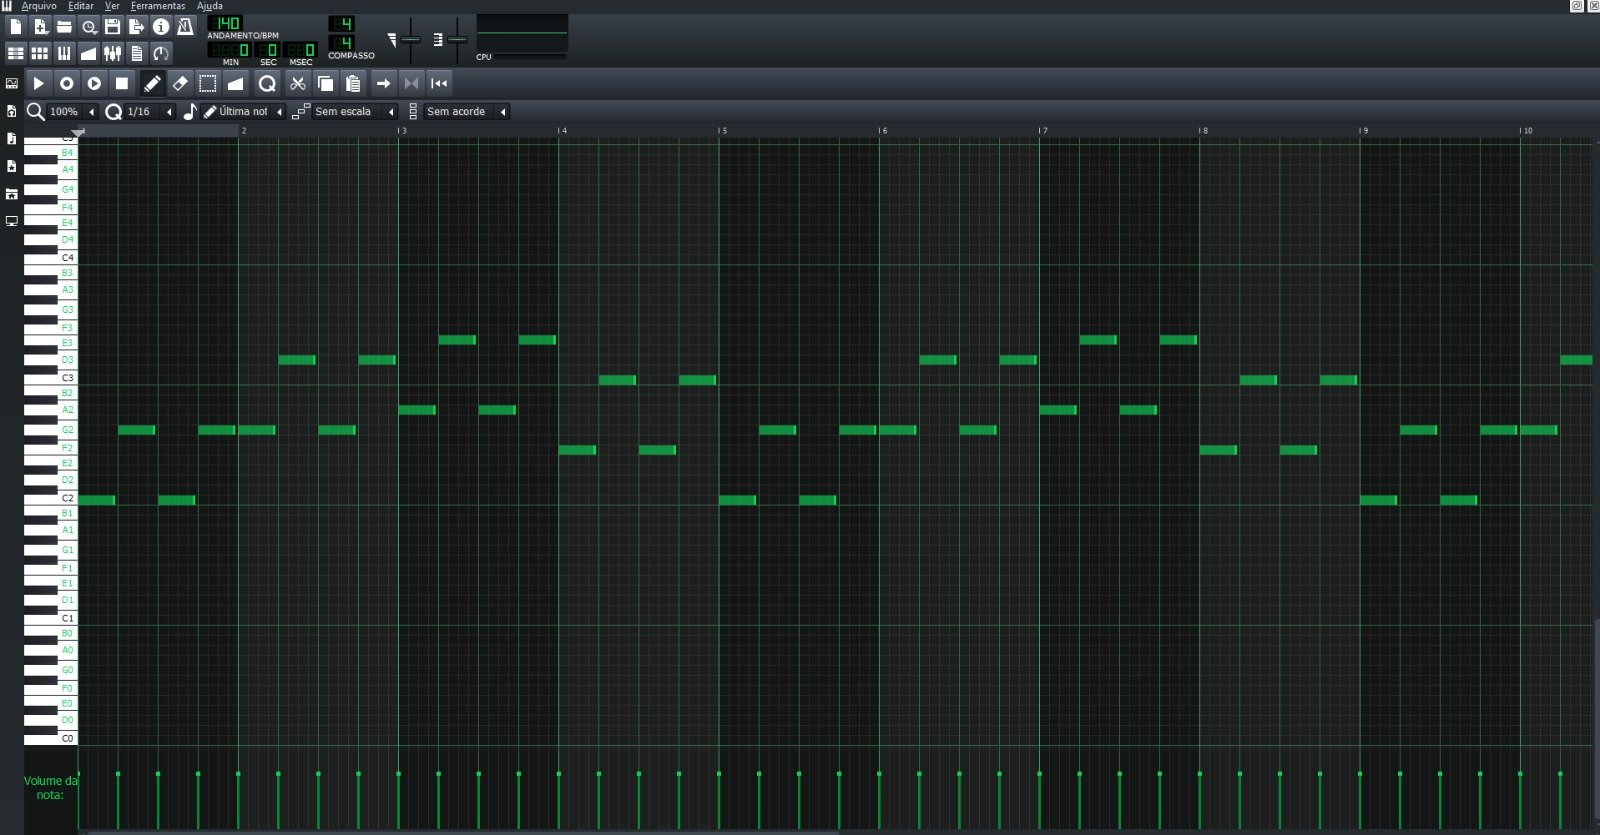 Arquivo Editar Ver Ferramentas Ajuda
140
ANDAMENTO/BPM
0 0 0
MIN SEC MSEC
4
4
COMPASSO
CPU
100% 1/16 Última not Sem escala Sem acorde
1 2 3 4 5 6 7 8 9 10
B4
A4
G4
F4
E4
D4
C4
B3
A3
G3
F3
E3
D3
C3
B2
A2
G2
F2
E2
D2
C2
B1
A1
G1
F1
E1
D1
C1
B0
A0
G0
F0
E0
D0
C0
Volume da
nota: